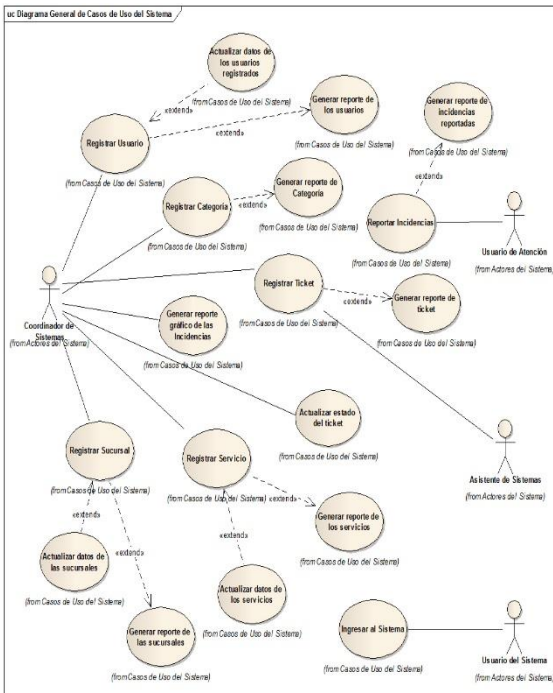 uc Diagrama General de Casos de Uso del Sistema
Actualizar datos de
los usuarios
registrados
(from Casos de Uso del Sistema)
«extend»
Generar reporte de
los usuarios
(from Casos de Uso del Sistema)
«extend»
Registrar Usuario
(from Casos de Uso del Sistema)
Generar reporte de
incidencias
reportadas
(from Casos de Uso del Sistema)
«extend»
Registrar Categoría
(from Casos de Uso del Sistema)
«extend»
Generar reporte de
Categoría
(from Casos de Uso del Sistema)
Reportar Incidencias
(from Casos de Uso del Sistema)
Usuario de Atención
(from Actores del Sistema)
Registrar Ticket
(from Casos de Uso del Sistema)
«extend»
Generar reporte de
ticket
(from Casos de Uso del Sistema)
Coordinador de
Sistemas
(from Actores del Sistema)
Generar reporte
gráfico de las
Incidencias
(from Casos de Uso del Sistema)
Actualizar estado
del ticket
(from Casos de Uso del Sistema)
Registrar Sucursal
(from Casos de Uso del Sistema)
Registrar Servicio
(from Casos de Uso del Sistema)
Asistente de Sistemas
(from Actores del Sistema)
«extend»
«extend»
Generar reporte de
los servicios
(from Casos de Uso del Sistema)
«extend»
«extend»
Actualizar datos de
las sucursales
(from Casos de Uso del Sistema)
Actualizar datos de
los servicios
(from Casos de Uso del Sistema)
Generar reporte de
las sucursales
(from Casos de Uso del Sistema)
Ingresar al Sistema
(from Casos de Uso del Sistema)
Usuario del Sistema
(from Actores del Sistema)